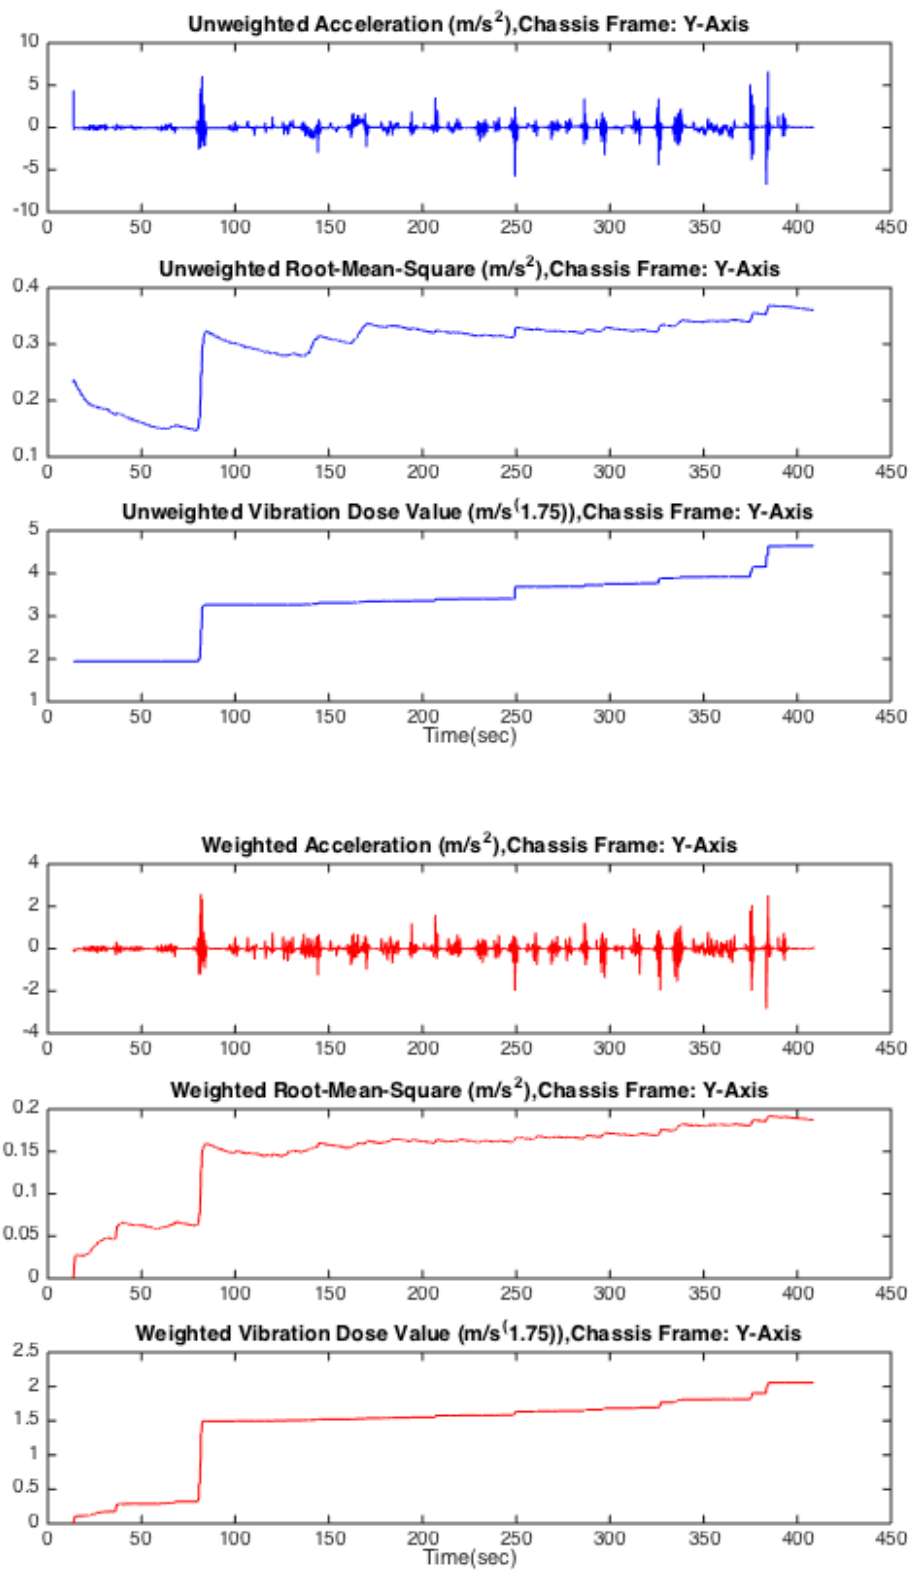 Unweighted Acceleration (m/s²),Chassis Frame: Y-Axis
10
5
0
-5
-10
0 50 100 150 200 250 300 350 400 450
Unweighted Root-Mean-Square (m/s²),Chassis Frame: Y-Axis
0.4
0.3
0.2
0.1
0 50 100 150 200 250 300 350 400 450
Unweighted Vibration Dose Value (m/s⁽1.75)),Chassis Frame: Y-Axis
5
4
3
2
1
0 50 100 150 200 250 300 350 400 450
Time(sec)
Weighted Acceleration (m/s²),Chassis Frame: Y-Axis
4
2
0
-2
-4
0 50 100 150 200 250 300 350 400 450
Weighted Root-Mean-Square (m/s²),Chassis Frame: Y-Axis
0.2
0.15
0.1
0.05
0
0 50 100 150 200 250 300 350 400 450
Weighted Vibration Dose Value (m/s⁽1.75)),Chassis Frame: Y-Axis
2.5
2
1.5
1
0.5
0
0 50 100 150 200 250 300 350 400 450
Time(sec)